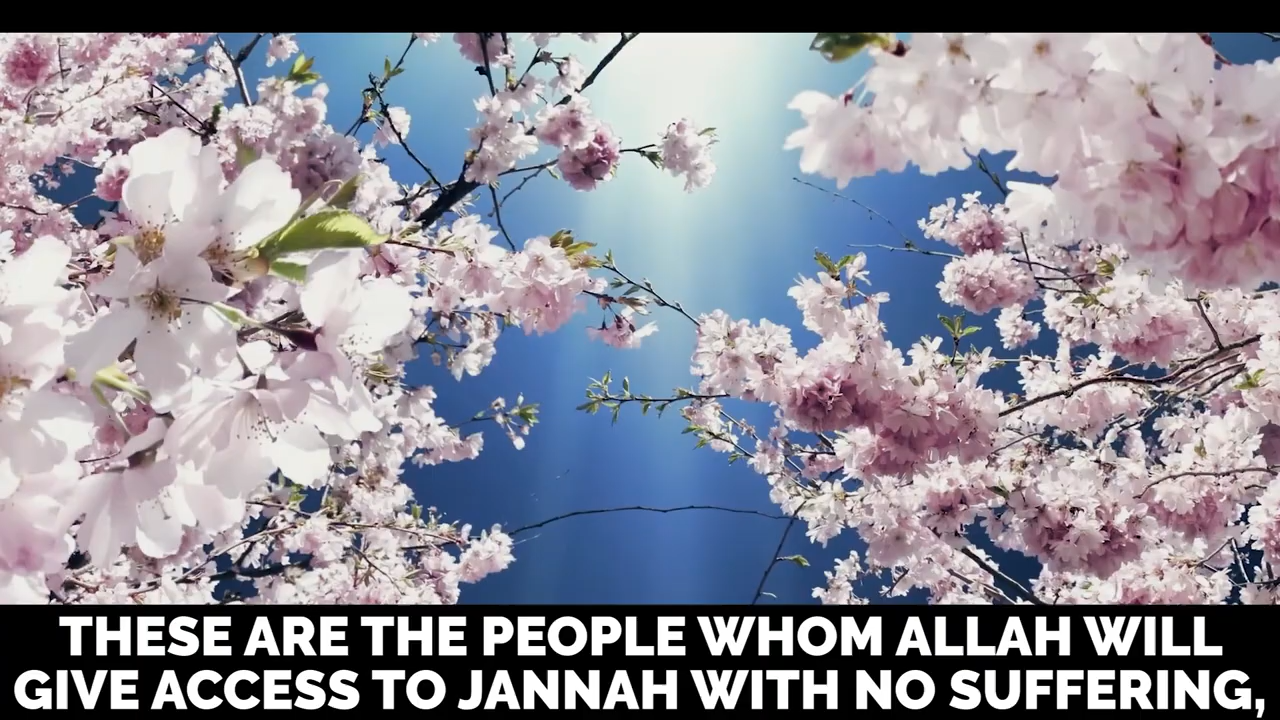 THESE ARE THE PEOPLE WHOM ALLAH WILL
GIVE ACCESS TO JANNAH WITH NO SUFFERING,